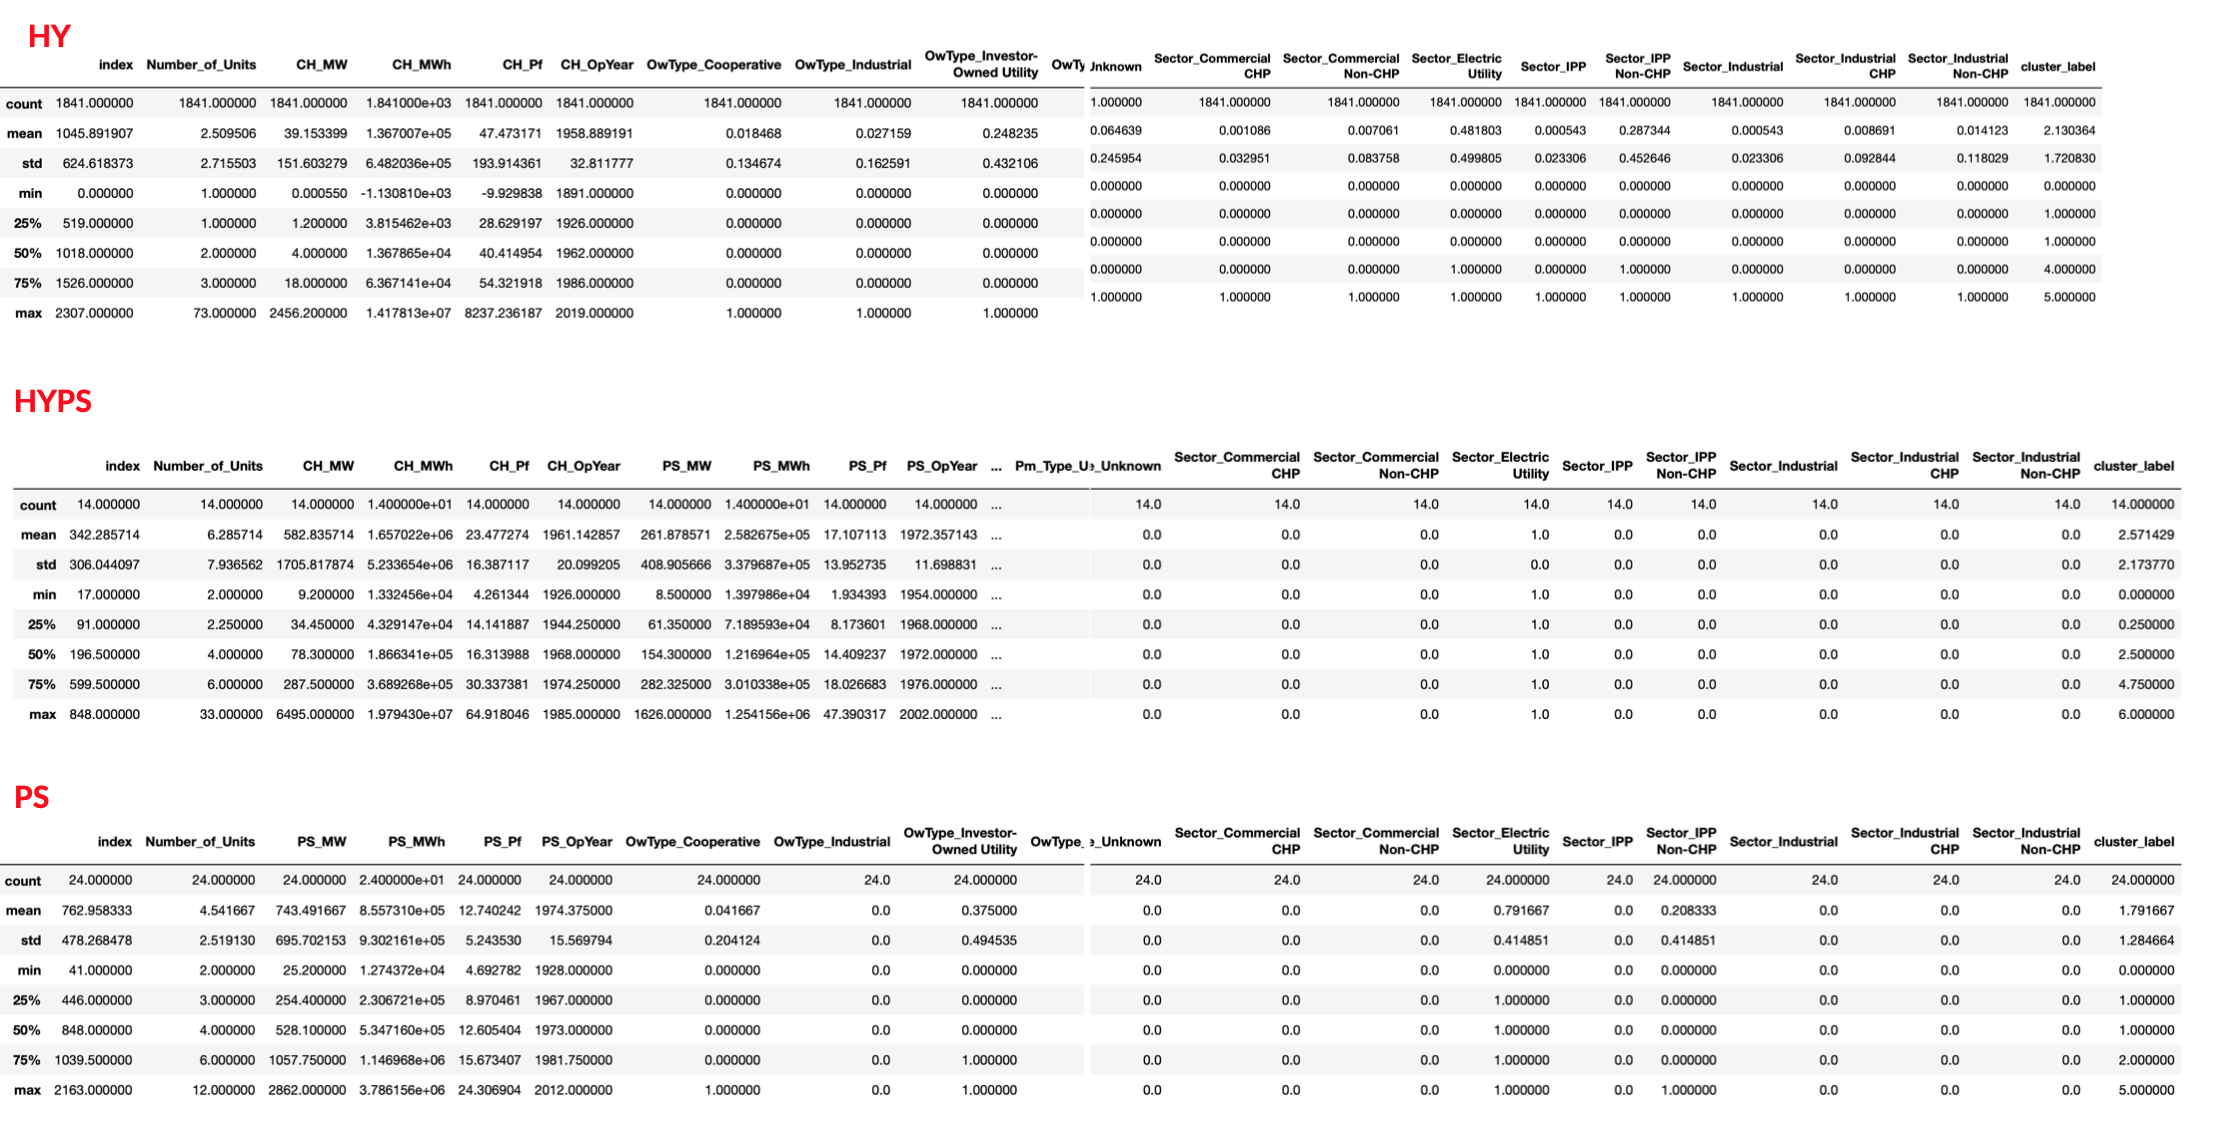 HY
index Number_of_Units CH_MW CH_MWh CH_Pf CH_OpYear OwType_Cooperative OwType_Industrial OwType_Investor-Owned Utility OwTy Jnknown Sector_Commercial CHP Sector_Commercial Non-CHP Sector_Electric Utility Sector_IPP Sector_IPP Non-CHP Sector_Industrial Sector_Industrial CHP Sector_Industrial Non-CHP cluster_label
count 1841.000000 1841.000000 1841.000000 1.841000e+03 1841.000000 1841.000000 1841.000000 1841.000000 1841.000000 1.000000 1841.000000 1841.000000 1841.000000 1841.000000 1841.000000 1841.000000 1841.000000 1841.000000 1841.000000
mean 1045.891907 2.509506 39.153399 1.367007e+05 47.473171 1958.889191 0.018468 0.027159 0.248235 0.064639 0.001086 0.007061 0.481803 0.000543 0.287344 0.000543 0.008691 0.014123 2.130364
std 624.618373 2.715503 151.603279 6.482036e+05 193.914361 32.811777 0.134674 0.162591 0.432106 0.245954 0.032951 0.083758 0.499805 0.023306 0.452646 0.023306 0.092844 0.118029 1.720830
min 0.000000 1.000000 0.000550 -1.130810e+03 -9.929838 1891.000000 0.000000 0.000000 0.000000 0.000000 0.000000 0.000000 0.000000 0.000000 0.000000 0.000000 0.000000 0.000000 0.000000
25% 519.000000 1.000000 1.200000 3.815462e+03 28.629197 1926.000000 0.000000 0.000000 0.000000 0.000000 0.000000 0.000000 0.000000 0.000000 0.000000 0.000000 0.000000 0.000000 1.000000
50% 1018.000000 2.000000 4.000000 1.367865e+04 40.414954 1962.000000 0.000000 0.000000 0.000000 0.000000 0.000000 0.000000 0.000000 0.000000 0.000000 0.000000 0.000000 0.000000 1.000000
75% 1526.000000 3.000000 18.000000 6.367141e+04 54.321918 1986.000000 0.000000 0.000000 0.000000 0.000000 0.000000 0.000000 1.000000 0.000000 1.000000 0.000000 0.000000 0.000000 4.000000
max 2307.000000 73.000000 2456.200000 1.417813e+07 8237.236187 2019.000000 1.000000 1.000000 1.000000 1.000000 1.000000 1.000000 1.000000 1.000000 1.000000 1.000000 1.000000 1.000000 5.000000
HYPS
index Number_of_Units CH_MW CH_MWh CH_Pf CH_OpYear PS_MW PS_MWh PS_Pf PS_OpYear ... Pm_Type_U e_Unknown Sector_Commercial CHP Sector_Commercial Non-CHP Sector_Electric Utility Sector_IPP Sector_IPP Non-CHP Sector_Industrial Sector_Industrial CHP Sector_Industrial Non-CHP cluster_label
count 14.000000 14.000000 14.000000 1.400000e+01 14.000000 14.000000 14.000000 1.400000e+01 14.000000 14.000000 ... 14.0 14.0 14.0 14.0 14.0 14.0 14.0 14.0 14.0 14.000000
mean 342.285714 6.285714 582.835714 1.657022e+06 23.477274 1961.142857 261.878571 2.582675e+05 17.107113 1972.357143 ... 0.0 0.0 0.0 1.0 0.0 0.0 0.0 0.0 0.0 2.571429
std 306.044097 7.936562 1705.817874 5.233654e+06 16.387117 20.099205 408.905666 3.379687e+05 13.952735 11.698831 ... 0.0 0.0 0.0 0.0 0.0 0.0 0.0 0.0 0.0 2.173770
min 17.000000 2.000000 9.200000 1.332456e+04 4.261344 1926.000000 8.500000 1.397986e+04 1.934393 1954.000000 ... 0.0 0.0 0.0 1.0 0.0 0.0 0.0 0.0 0.0 0.000000
25% 91.000000 2.250000 34.450000 4.329147e+04 14.141887 1944.250000 61.350000 7.189593e+04 8.173601 1968.000000 ... 0.0 0.0 0.0 1.0 0.0 0.0 0.0 0.0 0.0 0.250000
50% 196.500000 4.000000 78.300000 1.866341e+05 16.313988 1968.000000 154.300000 1.216964e+05 14.409237 1972.000000 ... 0.0 0.0 0.0 1.0 0.0 0.0 0.0 0.0 0.0 2.500000
75% 599.500000 6.000000 287.500000 3.689268e+05 30.337381 1974.250000 282.325000 3.010338e+05 18.026683 1976.000000 ... 0.0 0.0 0.0 1.0 0.0 0.0 0.0 0.0 0.0 4.750000
max 848.000000 33.000000 6495.000000 1.979430e+07 64.918046 1985.000000 1626.000000 1.254156e+06 47.390317 2002.000000 ... 0.0 0.0 0.0 1.0 0.0 0.0 0.0 0.0 0.0 6.000000
PS
index Number_of_Units PS_MW PS_MWh PS_Pf PS_OpYear OwType_Cooperative OwType_Industrial OwType_Investor-Owned Utility OwType_ e_Unknown Sector_Commercial CHP Sector_Commercial Non-CHP Sector_Electric Utility Sector_IPP Sector_IPP Non-CHP Sector_Industrial Sector_Industrial CHP Sector_Industrial Non-CHP cluster_label
count 24.000000 24.000000 24.000000 2.400000e+01 24.000000 24.000000 24.000000 24.0 24.000000 24.0 24.0 24.0 24.000000 24.0 24.000000 24.0 24.0 24.0 24.000000
mean 762.958333 4.541667 743.491667 8.557310e+05 12.740242 1974.375000 0.041667 0.0 0.375000 0.0 0.0 0.0 0.791667 0.0 0.208333 0.0 0.0 0.0 1.791667
std 478.268478 2.519130 695.702153 9.302161e+05 5.243530 15.569794 0.204124 0.0 0.494535 0.0 0.0 0.0 0.414851 0.0 0.414851 0.0 0.0 0.0 1.284664
min 41.000000 2.000000 25.200000 1.274372e+04 4.692782 1928.000000 0.000000 0.0 0.000000 0.0 0.0 0.0 0.000000 0.0 0.000000 0.0 0.0 0.0 0.000000
25% 446.000000 3.000000 254.400000 2.306721e+05 8.970461 1967.000000 0.000000 0.0 0.000000 0.0 0.0 0.0 1.000000 0.0 0.000000 0.0 0.0 0.0 1.000000
50% 848.000000 4.000000 528.100000 5.347160e+05 12.605404 1973.000000 0.000000 0.0 0.000000 0.0 0.0 0.0 1.000000 0.0 0.000000 0.0 0.0 0.0 1.000000
75% 1039.500000 6.000000 1057.750000 1.146968e+06 15.673407 1981.750000 0.000000 0.0 1.000000 0.0 0.0 0.0 1.000000 0.0 0.000000 0.0 0.0 0.0 2.000000
max 2163.000000 12.000000 2862.000000 3.786156e+06 24.306904 2012.000000 1.000000 0.0 1.000000 0.0 0.0 0.0 1.000000 0.0 1.000000 0.0 0.0 0.0 5.000000